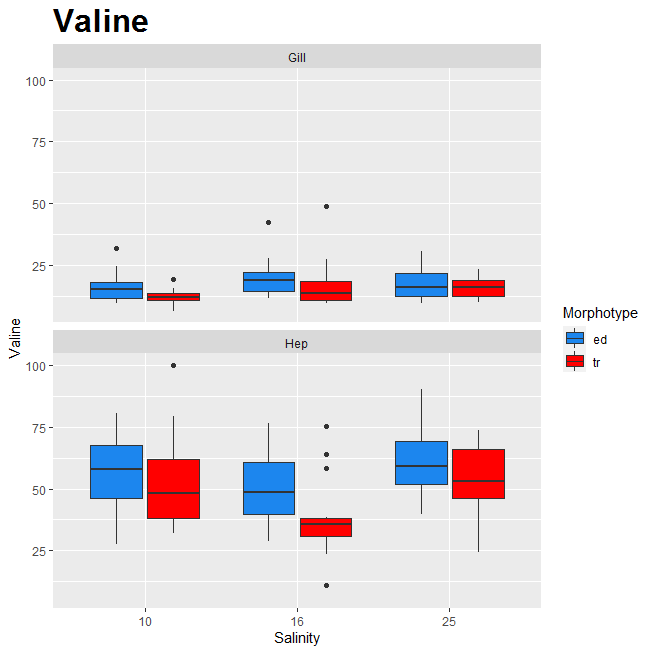 Valine
Gill
100
75
50
25
Hep
100
75
50
25
10 16 25
Salinity
Valine
Morphotype
ed
tr